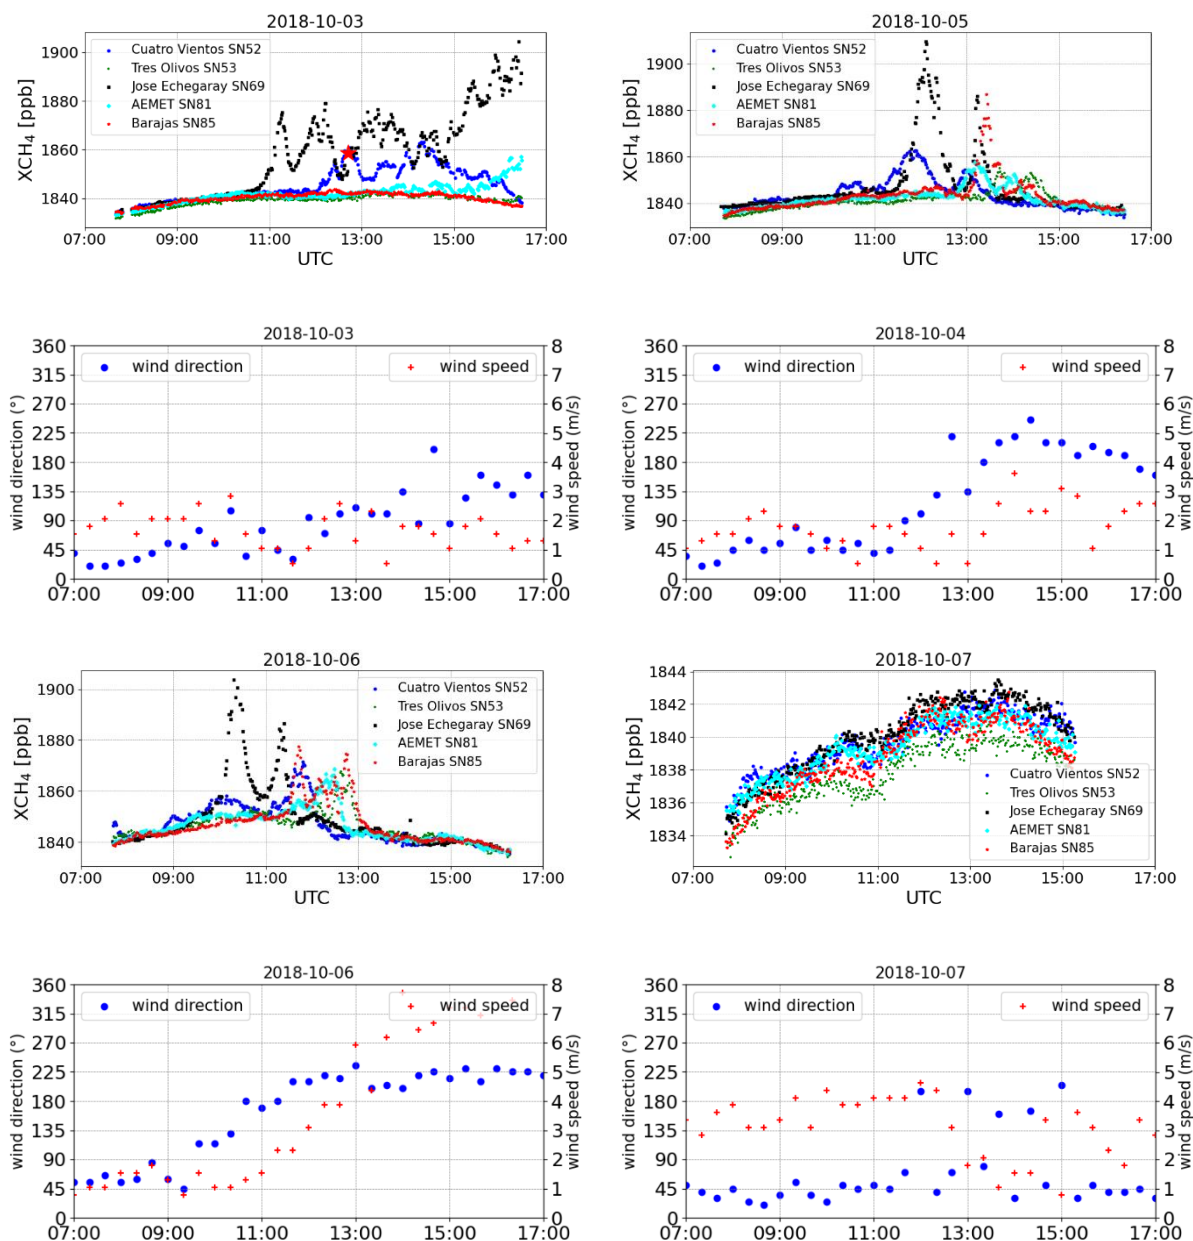 2018-10-03
XCH₄ [ppb]
1900
1880
1860
1840
Cuatro Vientos SN52
Tres Olivos SN53
Jose Echegaray SN69
AEMET SN81
Barajas SN85
07:00 09:00 11:00 13:00 15:00 17:00
UTC
2018-10-05
XCH₄ [ppb]
1900
1880
1860
1840
Cuatro Vientos SN52
Tres Olivos SN53
Jose Echegaray SN69
AEMET SN81
Barajas SN85
07:00 09:00 11:00 13:00 15:00 17:00
UTC
2018-10-03
wind direction (°)
360
315
270
225
180
135
90
45
0
wind direction
wind speed
8
7
6
5
4
3
2
1
0
wind speed (m/s)
07:00 09:00 11:00 13:00 15:00 17:00
2018-10-04
wind direction (°)
360
315
270
225
180
135
90
45
0
wind direction
wind speed
8
7
6
5
4
3
2
1
0
wind speed (m/s)
07:00 09:00 11:00 13:00 15:00 17:00
2018-10-06
XCH₄ [ppb]
1900
1880
1860
1840
Cuatro Vientos SN52
Tres Olivos SN53
Jose Echegaray SN69
AEMET SN81
Barajas SN85
07:00 09:00 11:00 13:00 15:00 17:00
UTC
2018-10-07
XCH₄ [ppb]
1844
1842
1840
1838
1836
1834
Cuatro Vientos SN52
Tres Olivos SN53
Jose Echegaray SN69
AEMET SN81
Barajas SN85
07:00 09:00 11:00 13:00 15:00 17:00
UTC
2018-10-06
wind direction (°)
360
315
270
225
180
135
90
45
0
wind direction
wind speed
8
7
6
5
4
3
2
1
0
wind speed (m/s)
07:00 09:00 11:00 13:00 15:00 17:00
2018-10-07
wind direction (°)
360
315
270
225
180
135
90
45
0
wind direction
wind speed
8
7
6
5
4
3
2
1
0
wind speed (m/s)
07:00 09:00 11:00 13:00 15:00 17:00